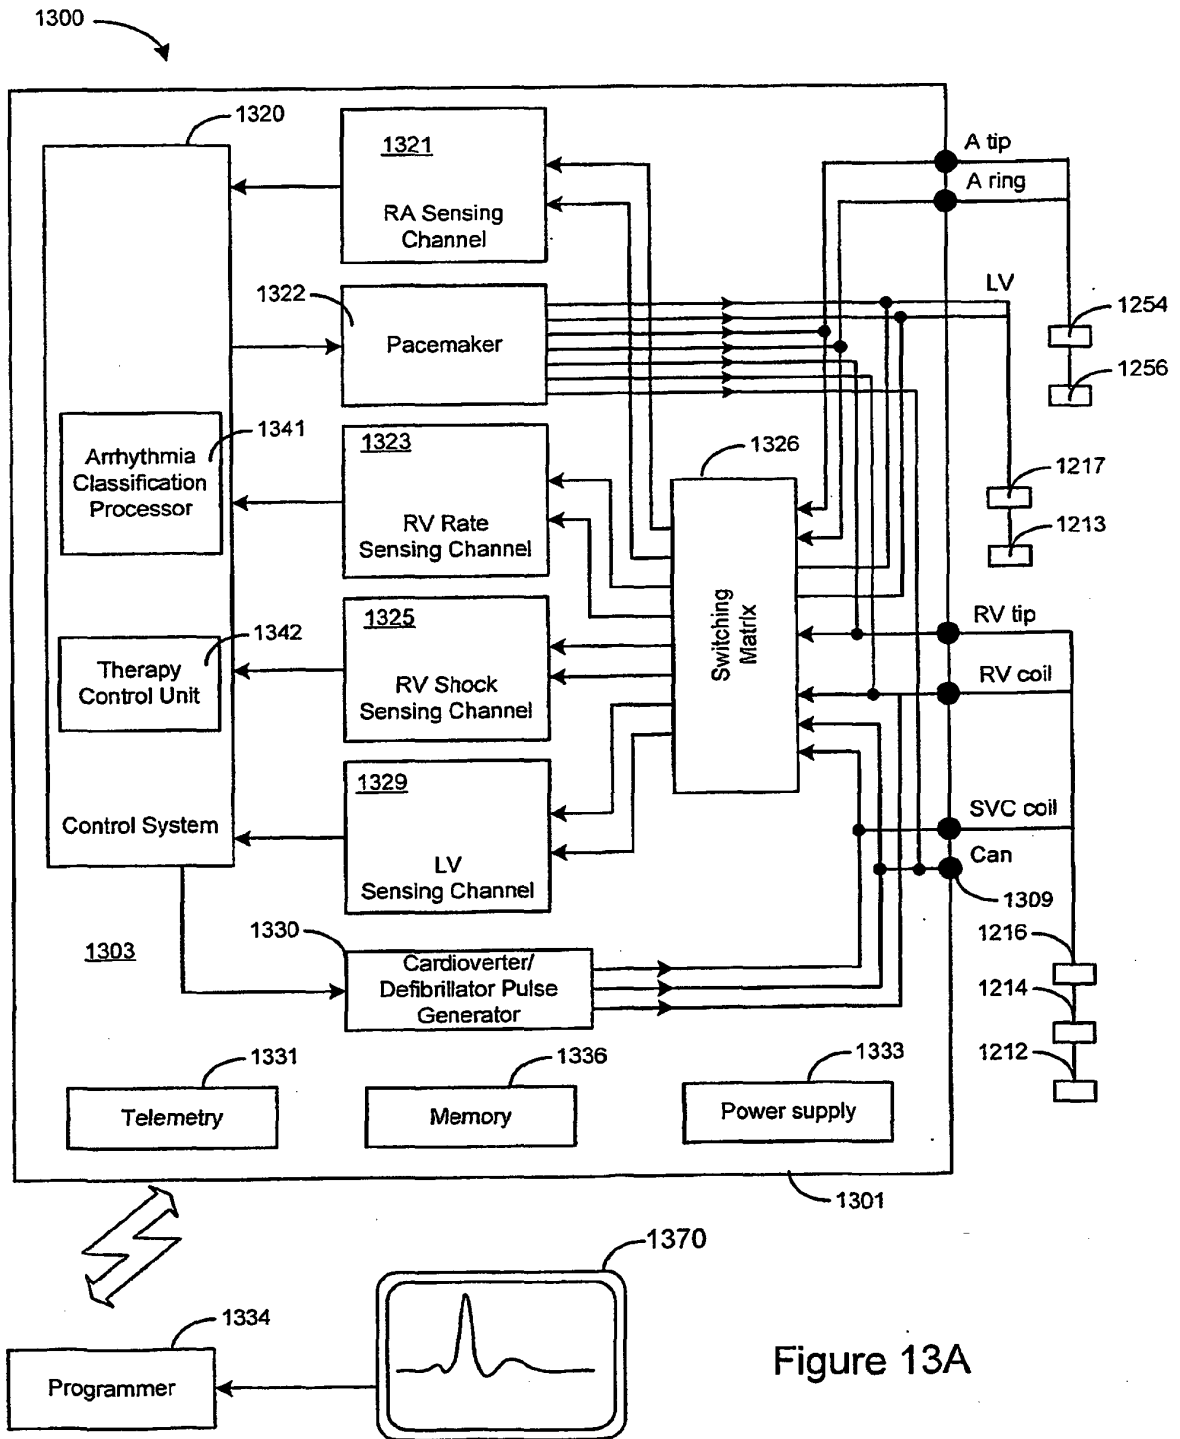 1300
1320
1321
RA Sensing
Channel
A tip
A ring
1322
Pacemaker
LV
1254
1256
1341
Arrhythmia
Classification
Processor
1323
RV Rate
Sensing Channel
1326
Switching
Matrix
1217
1213
1342
Therapy
Control Unit
1325
RV Shock
Sensing Channel
RV tip
RV coil
Control System
1329
LV
Sensing Channel
SVC coil
Can
1309
1303
1330
Cardioverter/
Defibrillator Pulse
Generator
1216
1214
1212
1331
Telemetry
1336
Memory
1333
Power supply
1301
1370
1334
Programmer
Figure 13A